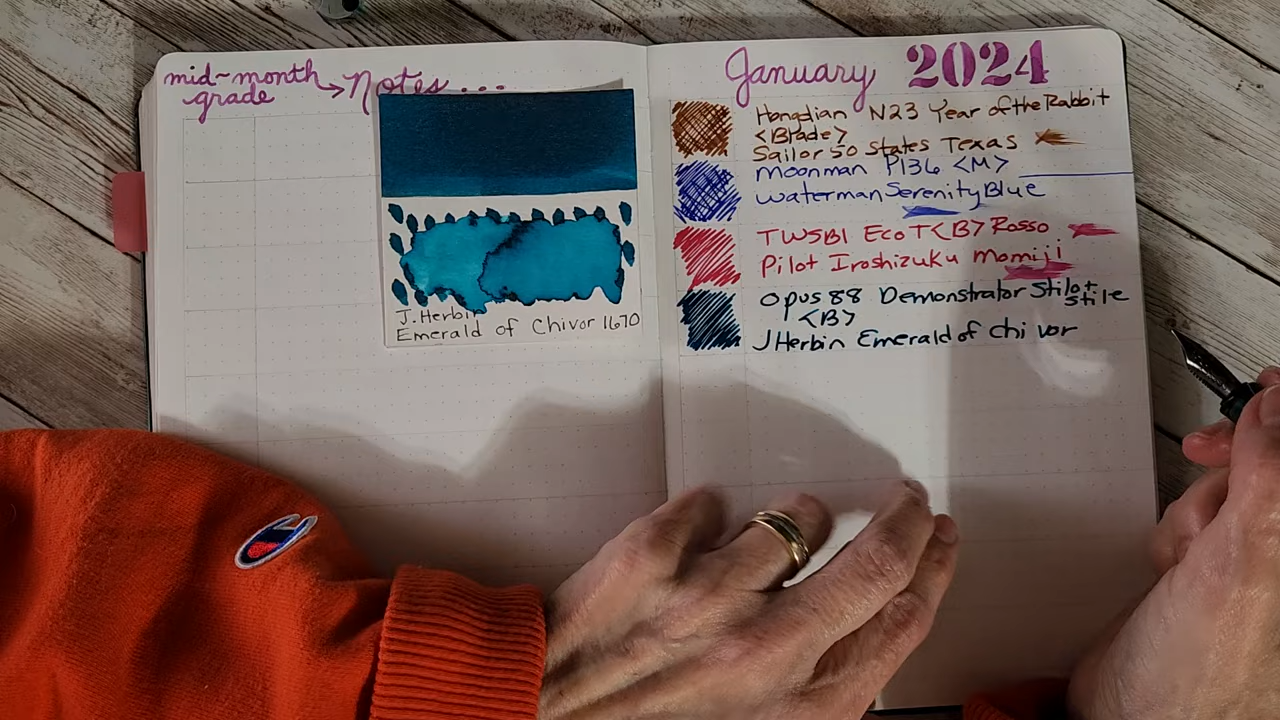 mid-month
grade → Notes...
J. Herbin
Emerald of Chivor 1670
January 2024
Hongdian N23 Year of the Rabbit
<Blade>
Sailor 50 States Texas
Moonman P136 <M>
Waterman Serenity Blue
TWSBI Eco T<B> Rosso
Pilot Iroshizuku Momiji
Opus 88 Demonstrator Stilo+
Stile
<B>
J Herbin Emerald of Chivor